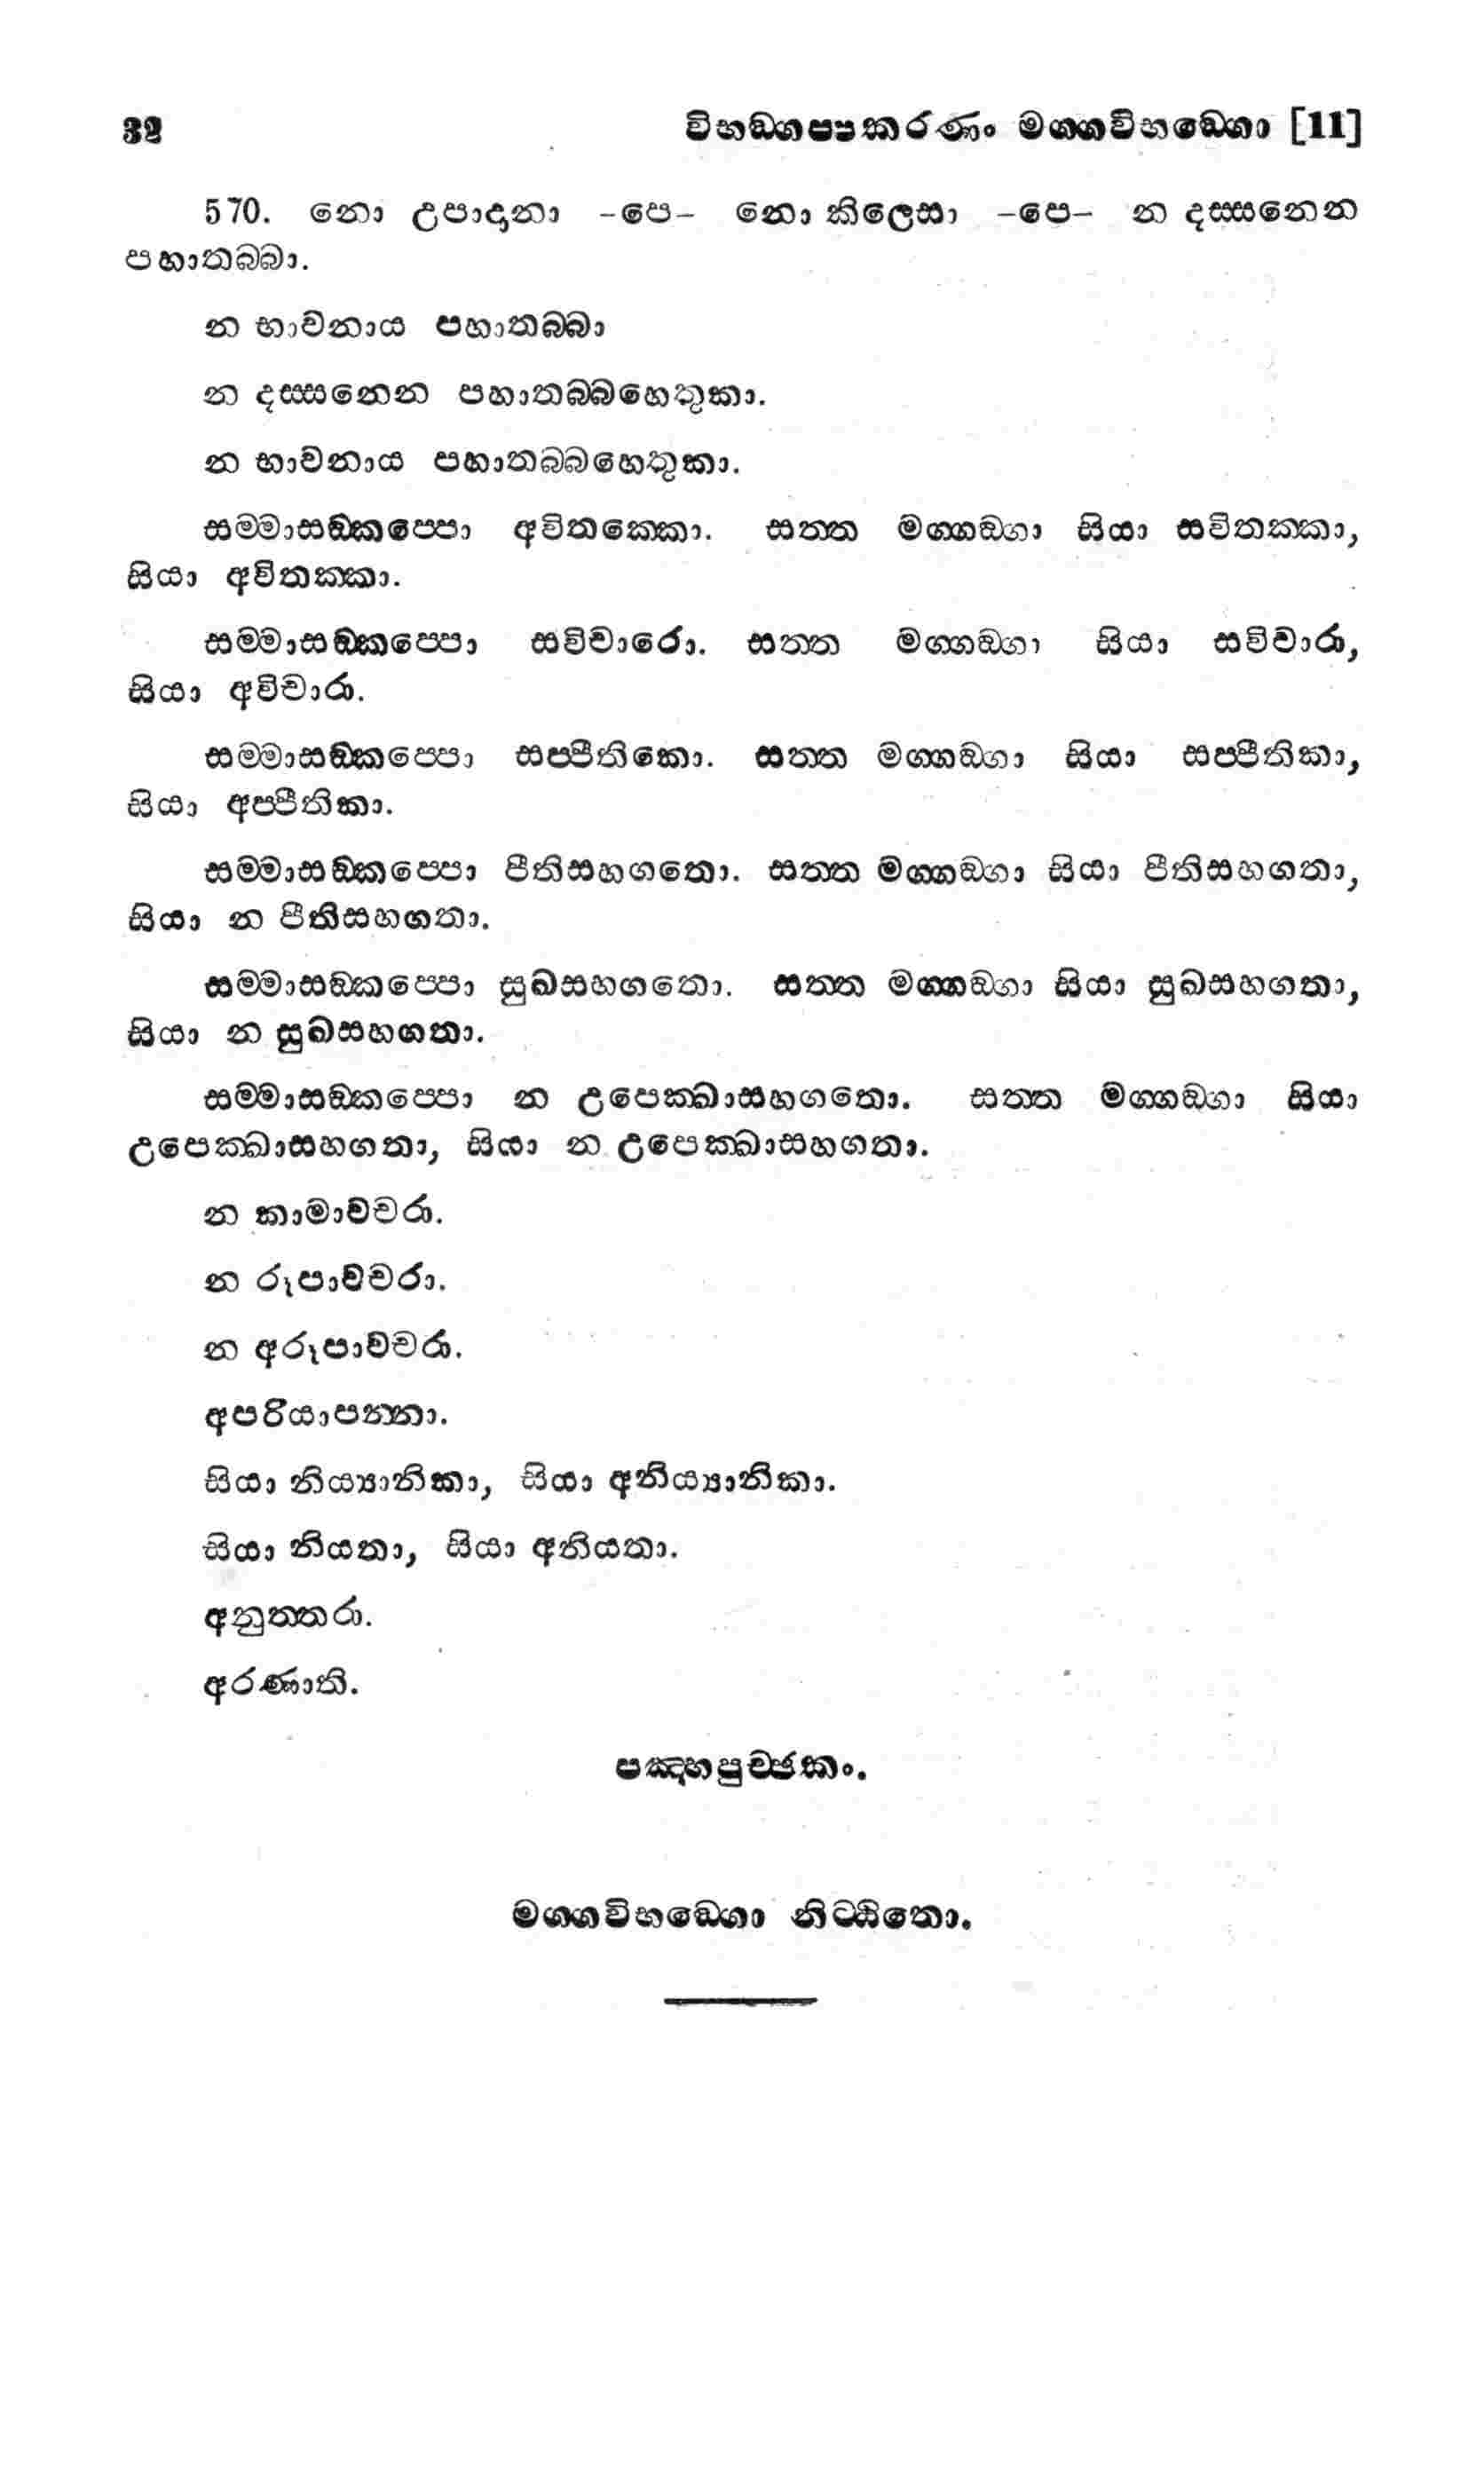 32 විභඞ්ගප්පකරණං මග්ගවිභඞ්ගො [11]
570. නො උපාදානා -පෙ- නො කිලෙසා -පෙ- න දස්සනෙන
පහාතබ්බා.
න භාවනාය පහාතබ්බා
න දස්සනෙන පහාතබ්බහෙතුකා.
න භාවනාය පහාතබ්බහෙතුකා.
සම්මාසඞ්කප්පො අවිතක්කො. සත්ත මග්ගඞ්ගා සියා සවිතක්කා,
සියා අවිතක්කා.
සම්මාසඞ්කප්පො සවිචාරො. සත්ත මග්ගඞ්ගා සියා සවිචාරා,
සියා අවිචාරා.
සම්මාසඞ්කප්පො සප්පීතිකො. සත්ත මග්ගඞ්ගා සියා සප්පීතිකා,
සියා අප්පීතිකා.
සම්මාසඞ්කප්පො පීතිසහගතො. සත්ත මග්ගඞ්ගා සියා පීතිසහගතා,
සියා න පීතිසහගතා.
සම්මාසඞ්කප්පො සුඛසහගතො. සත්ත මග්ගඞ්ගා සියා සුඛසහගතා,
සියා න සුඛසහගතා.
සම්මාසඞ්කප්පො න උපෙක්ඛාසහගතො. සත්ත මග්ගඞ්ගා සියා
උපෙක්ඛාසහගතා, සියා න උපෙක්ඛාසහගතා.
න කාමාවචරා.
න රූපාවචරා.
න අරූපාවචරා.
අපරියාපන්නා.
සියා නිය්‍යානිකා, සියා අනිය්‍යානිකා.
සියා නියතා, සියා අනියතා.
අනුත්තරා.
අරණාති.
පඤ්හපුච්ඡකං.
මග්ගවිභඞ්ගො නිට්ඨිතො.